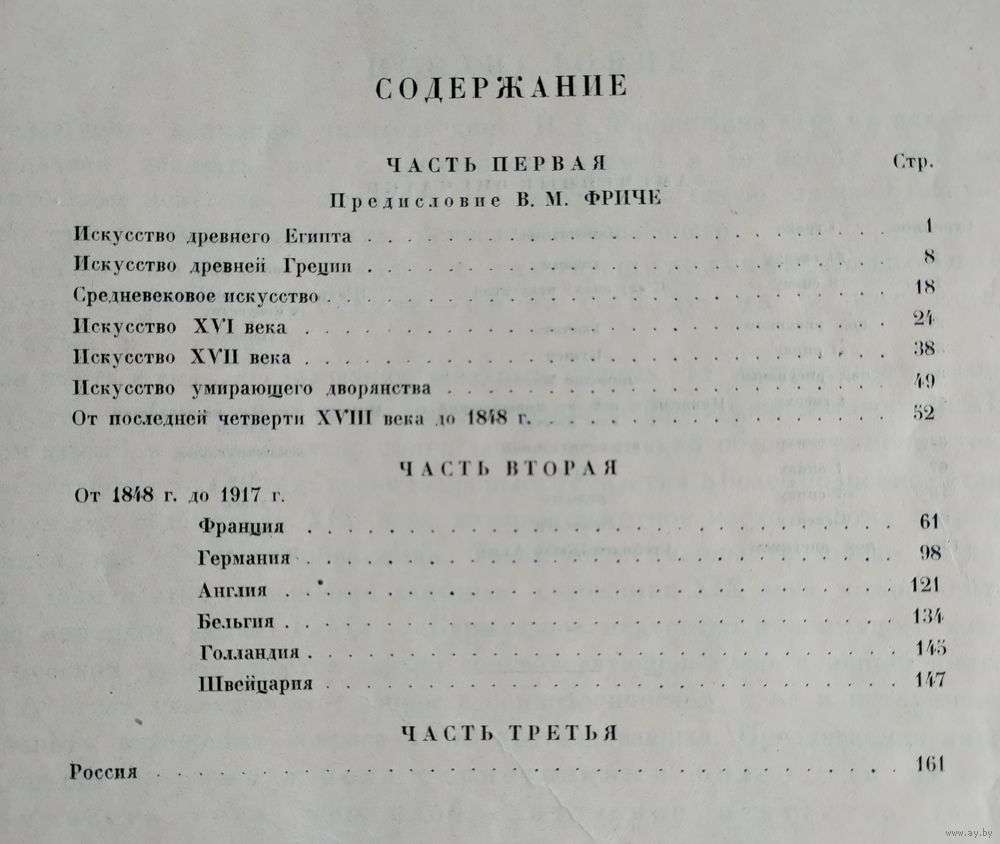 СОДЕРЖАНИЕ
ЧАСТЬ ПЕРВАЯ Стр.
Предисловие В. М. ФРИЧЕ
Искусство древнего Египта . . . . . . . . . . . . . . . . . . . . 1
Искусство древней Греции . . . . . . . . . . . . . . . . . . . . 8
Средневековое искусство . . . . . . . . . . . . . . . . . . . . 18
Искусство XVI века . . . . . . . . . . . . . . . . . . . . 24
Искусство XVII века . . . . . . . . . . . . . . . . . . . . 38
Искусство умирающего дворянства . . . . . . . . . . . . . . . . . 49
От последней четверти XVIII века до 1848 г. . . . . . . . . . . . . . . 52
ЧАСТЬ ВТОРАЯ
От 1848 г. до 1917 г.
Франция . . . . . . . . . . . . . . . . . . . . 61
Германия . . . . . . . . . . . . . . . . . . . . 98
Англия . . . . . . . . . . . . . . . . . . . . 121
Бельгия . . . . . . . . . . . . . . . . . . . . 134
Голландия . . . . . . . . . . . . . . . . . . . . 145
Швейцария . . . . . . . . . . . . . . . . . . . . 147
ЧАСТЬ ТРЕТЬЯ
Россия . . . . . . . . . . . . . . . . . . . . 161
www.ay.by